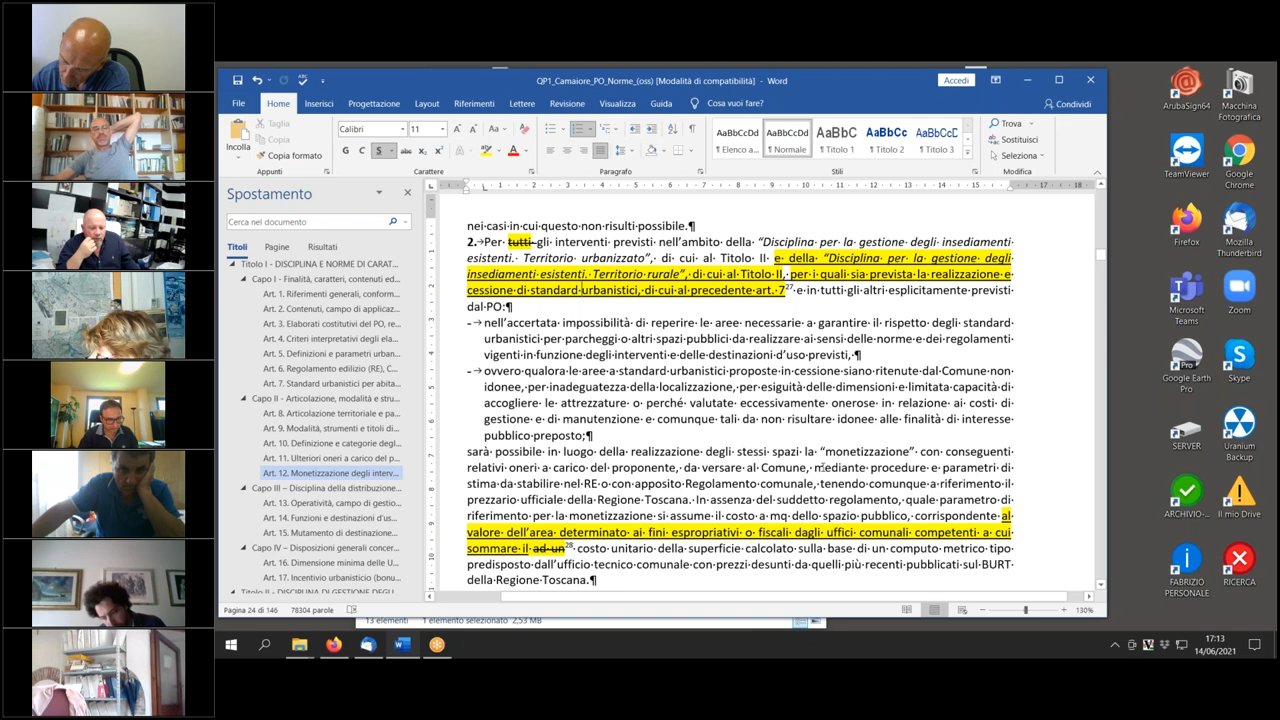 QP1_Camaiore_PO_Norme_(oss) [Modalità di compatibilità] - Word
Accedi
File Home Inserisci Progettazione Layout Riferimenti Lettere Revisione Visualizza Guida Cosa vuoi fare? Condividi
Incolla
Taglia
Copia
Copia formato
Appunti
Calibri 11
Carattere
Paragrafo
AaBbCcDd AaBbCcDd AaBbC AaBbCc AaBbCcD
¶ Elenco a... ¶ Normale ¶ Titolo 1 ¶ Titolo 2 ¶ Titolo 3
Stili
Trova
Sostituisci
Seleziona
Modifica
Spostamento
Cerca nel documento
Titoli Pagine Risultati
Titolo I - DISCIPLINA E NORME DI CARAT...
Capo I - Finalità, caratteri, contenuti ed...
Art. 1. Riferimenti generali, conform...
Art. 2. Contenuti, campo di applicaz...
Art. 3. Elaborati costitutivi del PO, re...
Art. 4. Criteri interpretativi degli ela...
Art. 5. Definizioni e parametri urban...
Art. 6. Regolamento edilizio (RE), C...
Art. 7. Standard urbanistici per abita...
Capo II - Articolazione, modalità e stru...
Art. 8. Articolazione territoriale e pa...
Art. 9. Modalità, strumenti e titoli di...
Art. 10. Definizione e categorie degl...
Art. 11. Ulteriori oneri a carico del p...
Art. 12. Monetizzazione degli interv...
Capo III – Disciplina della distribuzione...
Art. 13. Operatività, campo di gestio...
Art. 14. Funzioni e destinazioni d'us...
Art. 15. Mutamento di destinazione...
Capo IV – Disposizioni generali concer...
Art. 16. Dimensione minima delle U...
Art. 17. Incentivio urbanisticio (bonu...
Titolo II - DISCIPLINA DI GESTIONE DEGLI...
nei·casi·in·cui·questo·non·risulti·possibile.¶
2.→Per· tutti· gli· interventi· previsti· nell'ambito· della· "Disciplina· per· la· gestione· degli· insediamenti·
esistenti.· Territorio· urbanizzato",· di· cui· al· Titolo· II· e· della· "Disciplina· per· la· gestione· degli·
insediamenti·esistenti.·Territorio·rurale",·di·cui·al·Titolo·II,·per·i·quali·sia·prevista·la·realizzazione·e·
cessione·di·standard·urbanistici,·di·cui·al·precedente·art.·7²⁷·e·in·tutti·gli·altri·esplicitamente·previsti·
dal·PO:¶
-→nell'accertata· impossibilità· di· reperire· le· aree· necessarie· a· garantire· il· rispetto· degli· standard·
urbanistici·per·parcheggi·o·altri·spazi·pubblici·da·realizzare·ai·sensi·delle·norme·e·dei·regolamenti·
vigenti·in·funzione·degli·interventi·e·delle·destinazioni·d'uso·previsti,·¶
-→ovvero·qualora·le·aree·a·standard·urbanistici·proposte·in·cessione·siano·ritenute·dal·Comune·non·
idonee,·per·inadeguatezza·della·localizzazione,·per·esiguità·delle·dimensioni·e·limitata·capacità·di·
accogliere· le· attrezzature· o· perché· valutate· eccessivamente· onerose· in· relazione· ai· costi· di·
gestione· e· di· manutenzione· e· comunque· tali· da· non· risultare· idonee· alle· finalità· di· interesse·
pubblico·preposto;¶
sarà· possibile· in· luogo· della· realizzazione· degli· stessi· spazi· la· "monetizzazione"· con· conseguenti·
relativi·oneri·a·carico·del·proponente,·da·versare·al·Comune,·mediante·procedure·e·parametri·di·
stima·da·stabilire·nel·RE·o·con·apposito·Regolamento·comunale,·tenendo·comunque·a·riferimento·il·
prezzario·ufficiale·della·Regione·Toscana.·In·assenza·del·suddetto·regolamento,·quale·parametro·di·
riferimento·per·la·monetizzazione·si·assume·il·costo·a·mq·dello·spazio·pubblico,·corrispondente·al·
valore· dell'area· determinato· ai· fini· espropriativi· o· fiscali· dagli· uffici· comunali· competenti· a· cui·
sommare·il·ad·un²⁸·costo·unitario·della·superficie·calcolato·sulla·base·di·un·computo·metrico·tipo·
predisposto·dall'ufficio·tecnico·comunale·con·prezzi·desunti·da·quelli·più·recenti·pubblicati·sul·BURT·
della·Regione·Toscana.¶
Pagina 24 di 146 78304 parole 130%
13 elementi 1 elemento selezionato 2,53 MB
ArubaSign64
Macchina Fotografica
TeamViewer
Google Chrome
Firefox
Mozilla Thunderbird
Microsoft Teams
Zoom
Google Earth Pro
Skype
SERVER
Uranium Backup
ARCHIVIO-...
Il mio Drive
FABRIZIO PERSONALE
RICERCA
17:13
14/06/2021